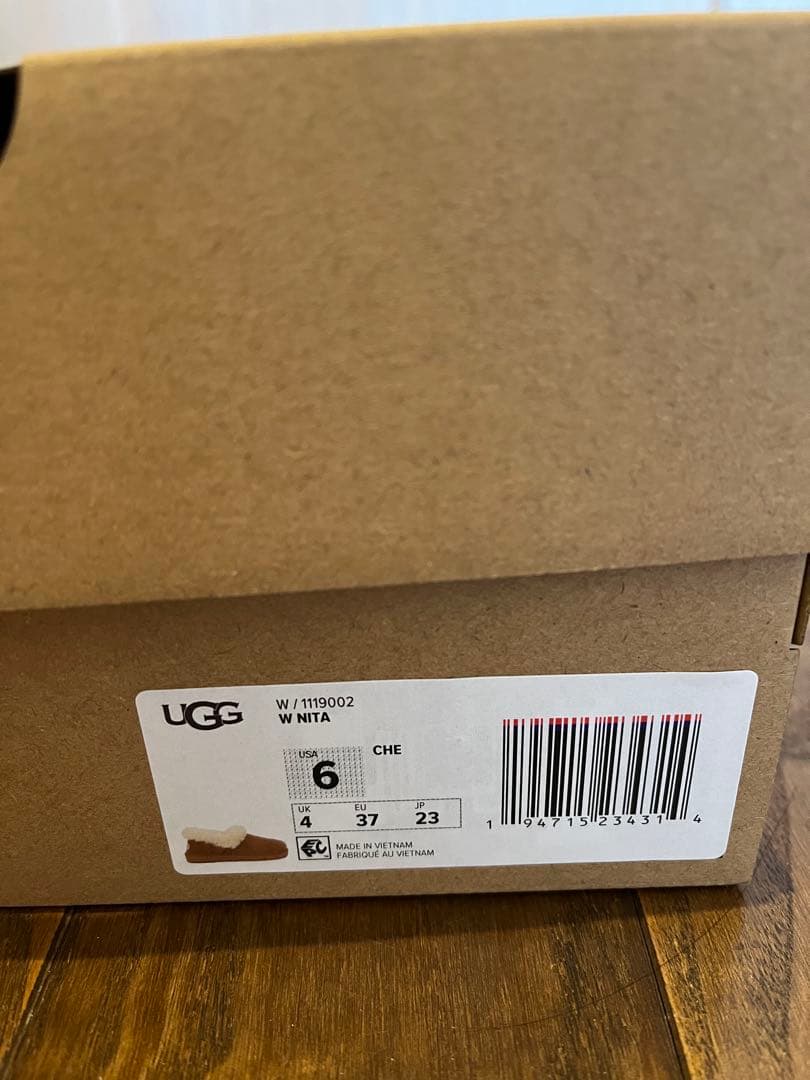 UGG
W / 1119002
W NITA
USA
6
CHE
UK EU JP
4 37 23
MADE IN VIETNAM
FABRIQUÉ AU VIETNAM
1 94715 23431 4